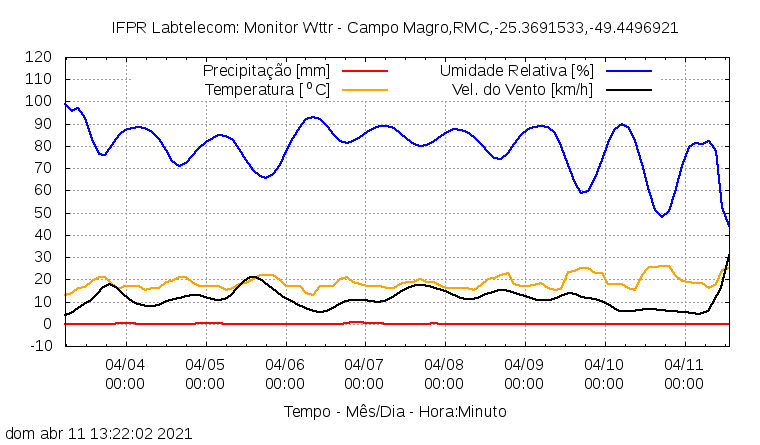 IFPR Labtelecom: Monitor Wttr - Campo Magro,RMC,-25.3691533,-49.4496921
Precipitação [mm]
Temperatura [⁰C]
Umidade Relativa [%]
Vel. do Vento [km/h]
120
110
100
90
80
70
60
50
40
30
20
10
0
-10
04/04 04/05 04/06 04/07 04/08 04/09 04/10 04/11
00:00 00:00 00:00 00:00 00:00 00:00 00:00 00:00
Tempo - Mês/Dia - Hora:Minuto
dom abr 11 13:22:02 2021